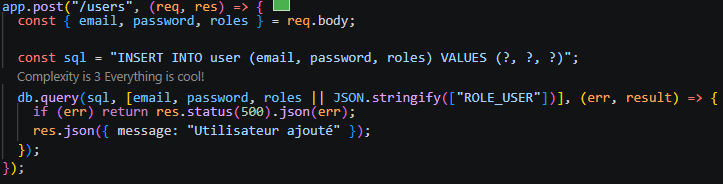 app.post("/users", (req, res) => {
const { email, password, roles } = req.body;
const sql = "INSERT INTO user (email, password, roles) VALUES (?, ?, ?)";
Complexity is 3 Everything is cool!
db.query(sql, [email, password, roles || JSON.stringify(["ROLE_USER"])], (err, result) => {
if (err) return res.status(500).json(err);
res.json({ message: "Utilisateur ajouté" });
});
});